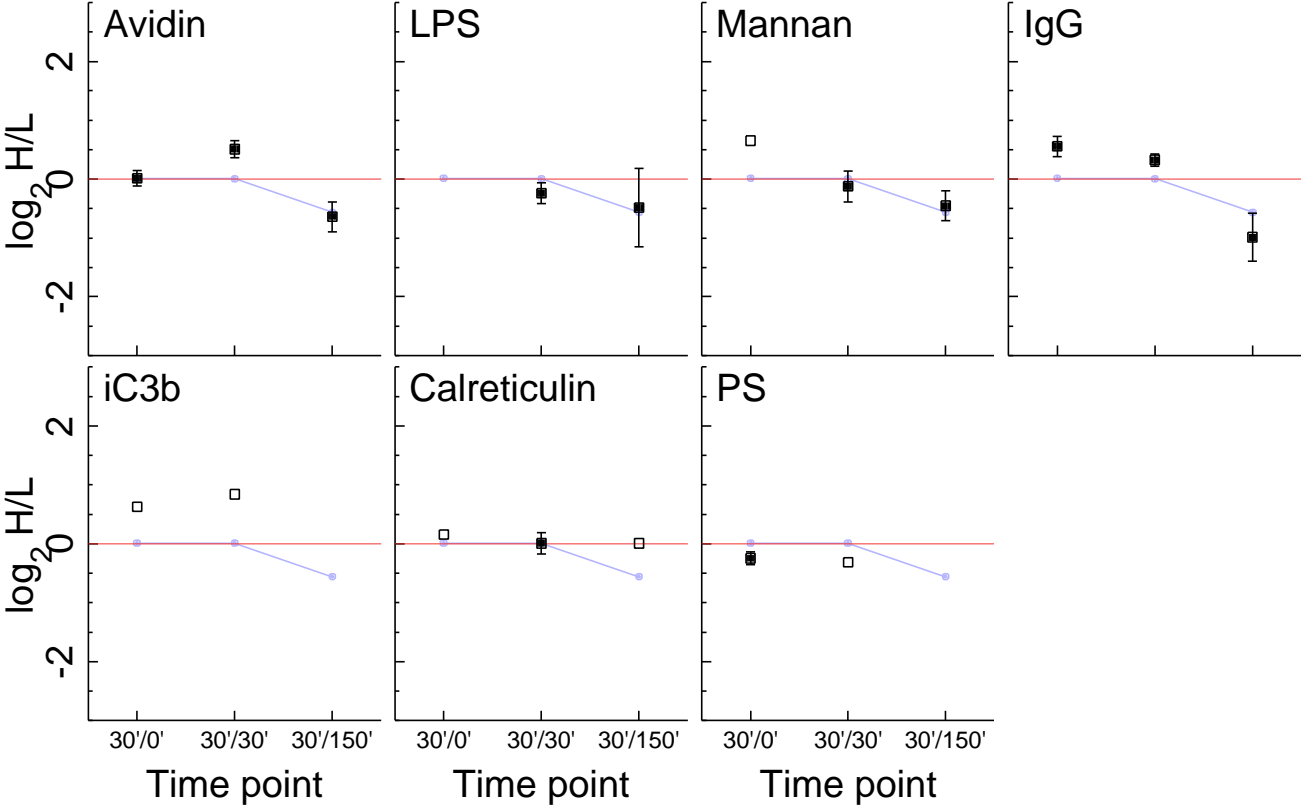 Avidin LPS Mannan IgG
2
0
-2
log2 H/L
iC3b Calreticulin PS
2
0
-2
log2 H/L
30'/0' 30'/30' 30'/150' 30'/0' 30'/30' 30'/150' 30'/0' 30'/30' 30'/150'
Time point Time point Time point